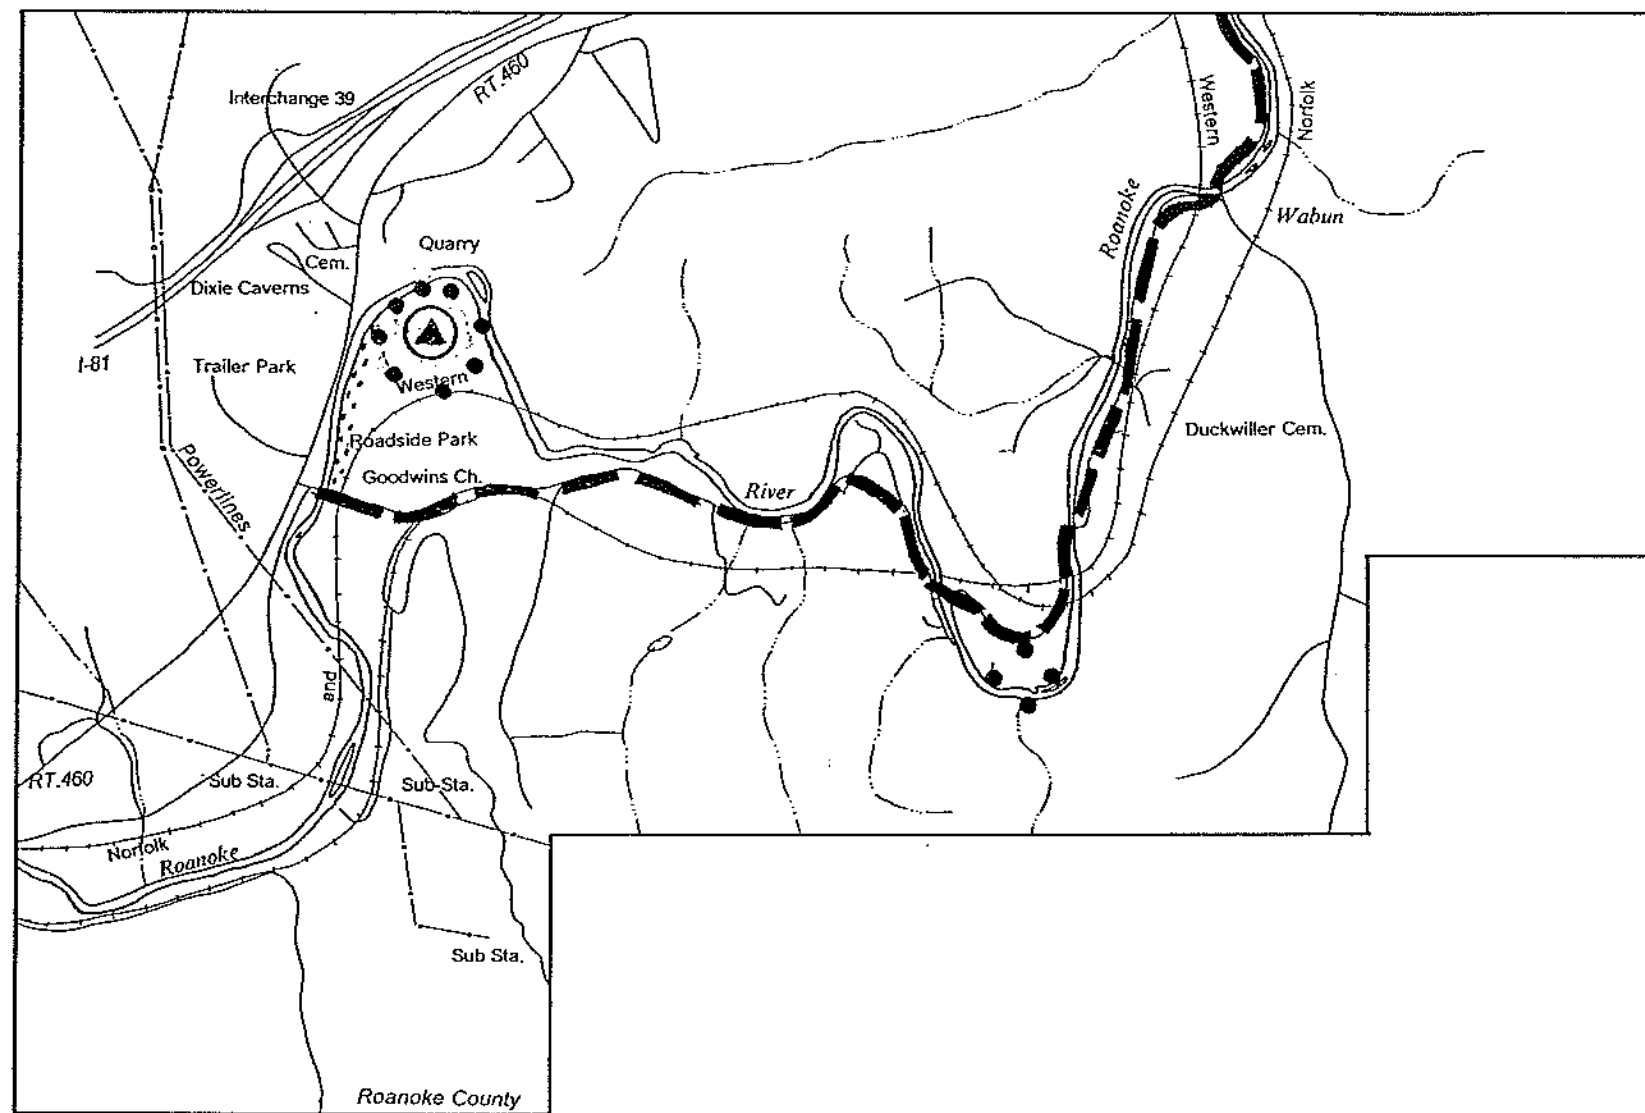 RT.460
Interchange 39
Western
Norfolk
Roanoke
Wabun
Quarry
Cem.
Dixie Caverns
I-81
Trailer Park
Western
Duckwiller Cem.
Roadside Park
Powerlines
Goodwins Ch.
River
and
RT.460
Sub Sta.
Sub-Sta.
Norfolk
Roanoke
Sub Sta.
Roanoke County